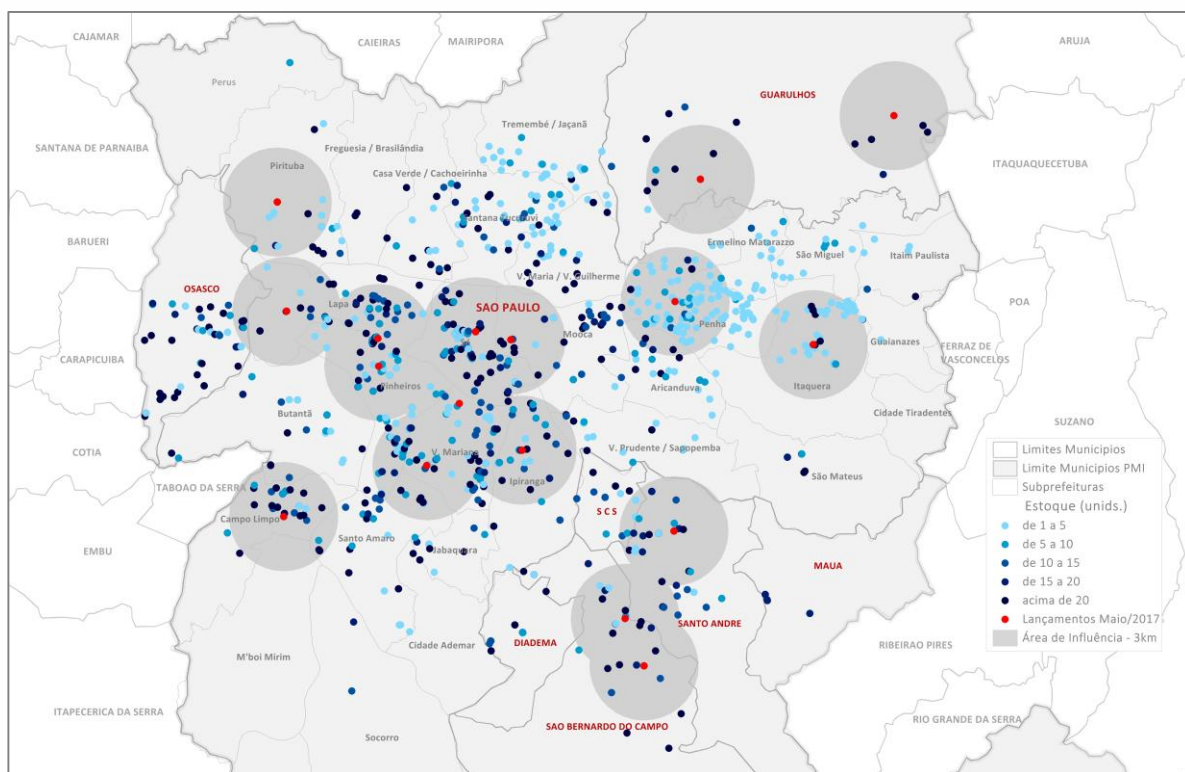 CAJAMAR
CAIEIRAS
MAIRIPORA
ARUJA
Perus
GUARULHOS
Tremembé / Jaçanã
SANTANA DE PARNAIBA
Freguesia / Brasilândia
ITAQUAQUECETUBA
Pirituba
Casa Verde / Cachoeirinha
BARUERI
Ermelino Matarazzo
São Miguel
Itaim Paulista
V. Maria / V. Guilherme
OSASCO
Lapa
SAO PAULO
POA
Mooca
Penha
Guaianazes
FERRAZ DE
VASCONCELOS
CARAPICUIBA
Pinheiros
Aricanduva
Itaquera
Butantã
Cidade Tiradentes
SUZANO
COTIA
V. Mariana
V. Prudente / Sapopemba
Limites Municipios
Limite Municipios PMI
Subprefeituras
Estoque (unids.)
de 1 a 5
de 5 a 10
de 10 a 15
de 15 a 20
acima de 20
Lançamentos Maio/2017
Área de Influência - 3km
São Mateus
TABOAO DA SERRA
Ipiranga
S C S
Campo Limpo
Santo Amaro
Jabaquara
EMBU
MAUA
SANTO ANDRE
DIADEMA
Cidade Ademar
RIBEIRAO PIRES
M'boi Mirim
ITAPECERICA DA SERRA
SAO BERNARDO DO CAMPO
RIO GRANDE DA SERRA
Socorro